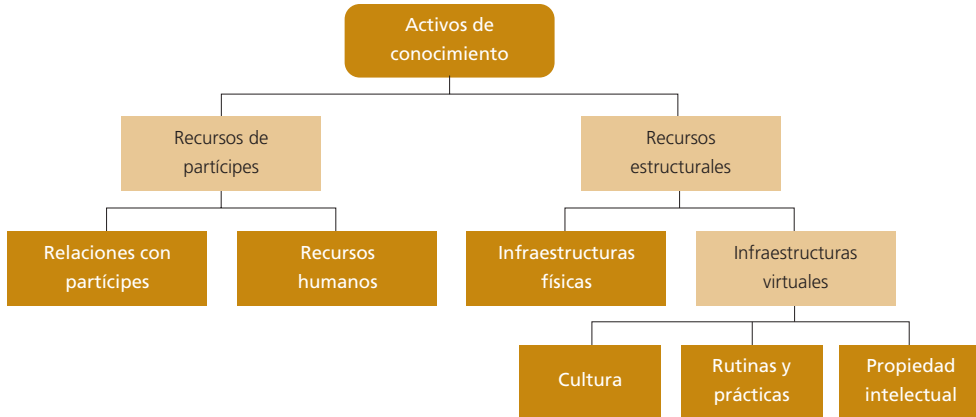 Activos de
conocimiento
Recursos de
partícipes
Recursos
estructurales
Relaciones con
partícipes
Recursos
humanos
Infraestructuras
físicas
Infraestructuras
virtuales
Cultura
Rutinas y
prácticas
Propiedad
intelectual